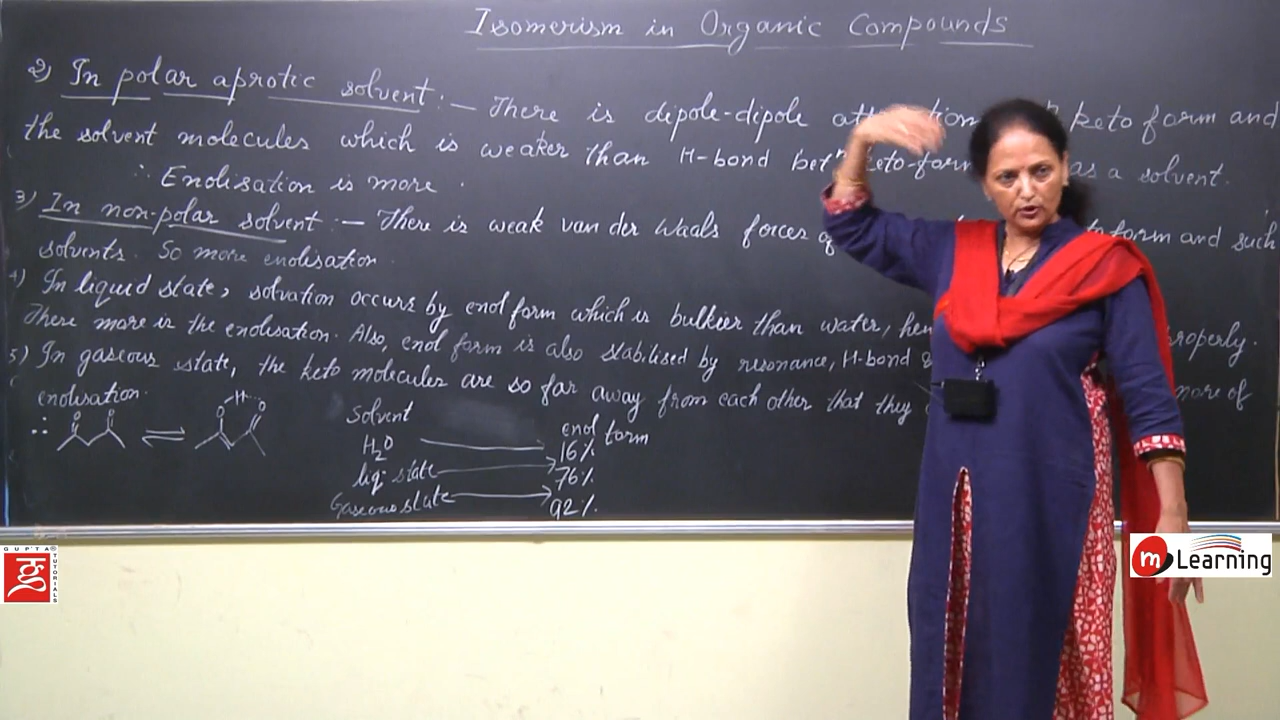 Isomerism in Organic Compounds
2) In polar aprotic solvent :- There is dipole-dipole keto form and
the solvent molecules which is weaker than H-bond betn keto-form as a solvent.
∴ Enolisation is more.
3) In non-polar solvent :- There is weak van der Waals forces form and such
solvents. So more enolisation.
4) In liquid state, solvation occurs by enol form which is bulkier than water, properly.
There more is the enolisation. Also, enol form is also stabilised by resonance, H-bond &
5) In gaseous state, the keto molecules are so far away from each other that they more of
enolisation.
O O ⇌ O H O
Solvent enol form
H2O → 16%
liq. state → 76%
Gaseous state → 92%
GUPTA® TUTORIALS
m Learning